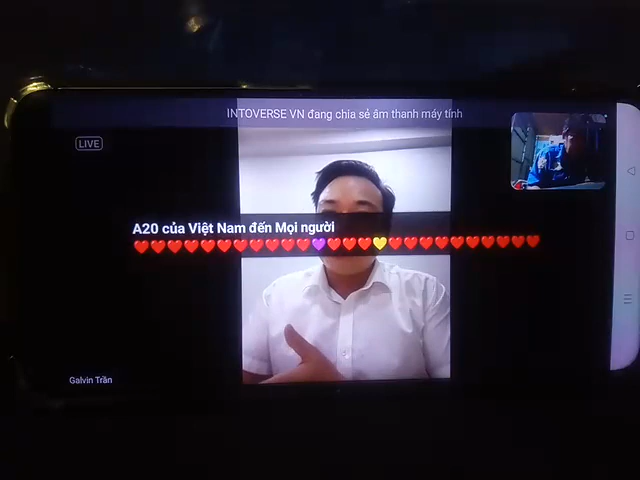 INTOVERSE VN đang chia sẻ âm thanh máy tính
LIVE
A20 của Việt Nam đến Mọi người
❤️❤️❤️❤️❤️❤️❤️❤️❤️❤️❤️💜❤️❤️❤️💛❤️❤️❤️❤️❤️❤️❤️❤️❤️❤️
Galvin Trần